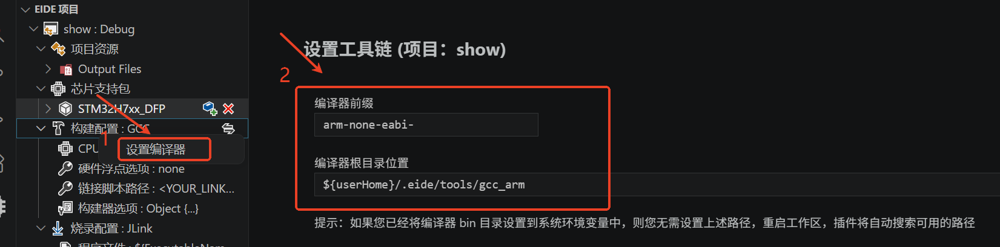 EIDE 项目
show : Debug
项目资源
Output Files
芯片支持包
STM32H7xx_DFP
构建配置 : GCC
1
设置编译器
CPU
硬件浮点选项 : none
链接脚本路径 : <YOUR_LINK...
构建器选项 : Object {...}
烧录配置 : JLink
程序文件 : ${ExecutableNam
设置工具链 (项目：show)
2
编译器前缀
arm-none-eabi-
编译器根目录位置
${userHome}/.eide/tools/gcc_arm
提示：如果您已经将编译器 bin 目录设置到系统环境变量中，则您无需设置上述路径，重启工作区，插件将自动搜索可用的路径